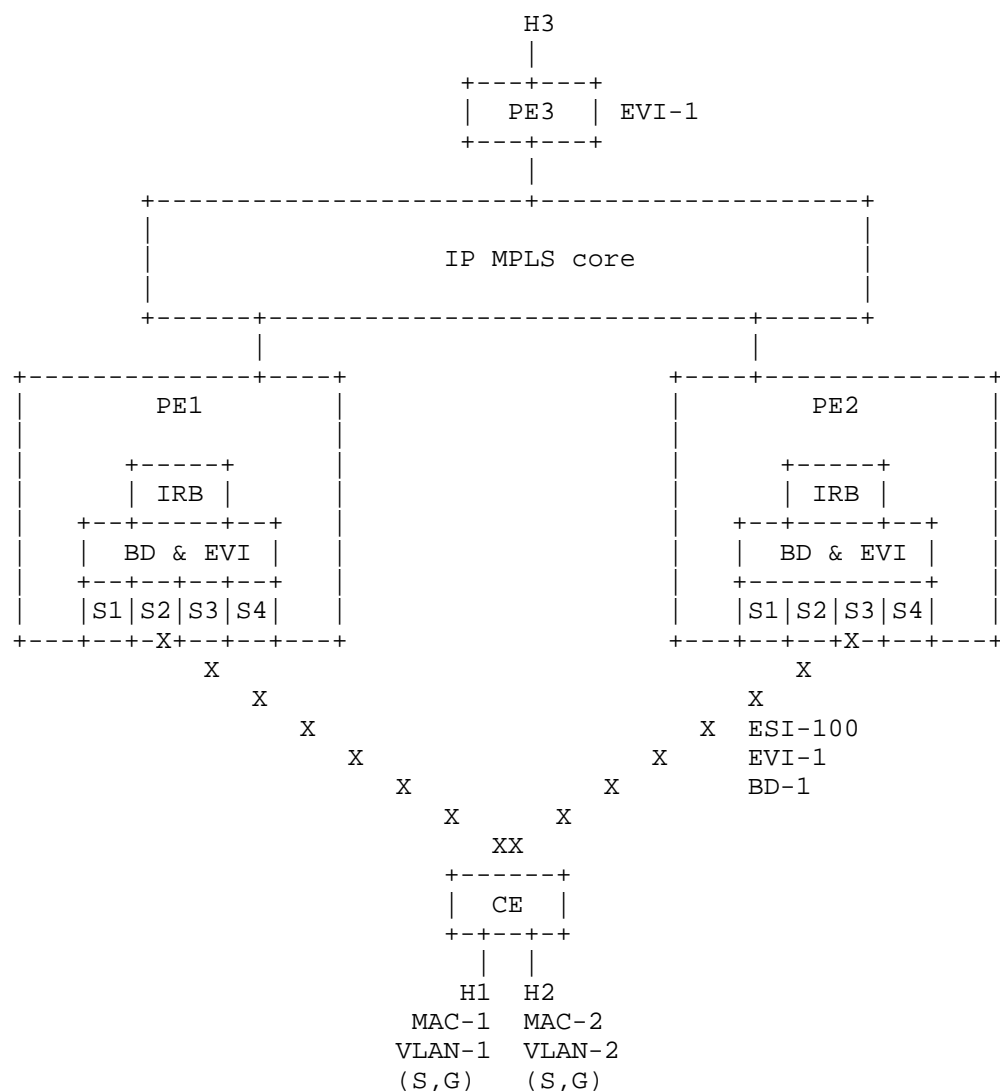 H3
PE3 EVI-1
IP MPLS core
PE1 PE2
IRB IRB
BD & EVI BD & EVI
S1 S2 S3 S4 S1 S2 S3 S4
X X
X X
X X
X X ESI-100
X X EVI-1
X X BD-1
X X
XX
CE
H1 H2
MAC-1 MAC-2
VLAN-1 VLAN-2
(S,G) (S,G)